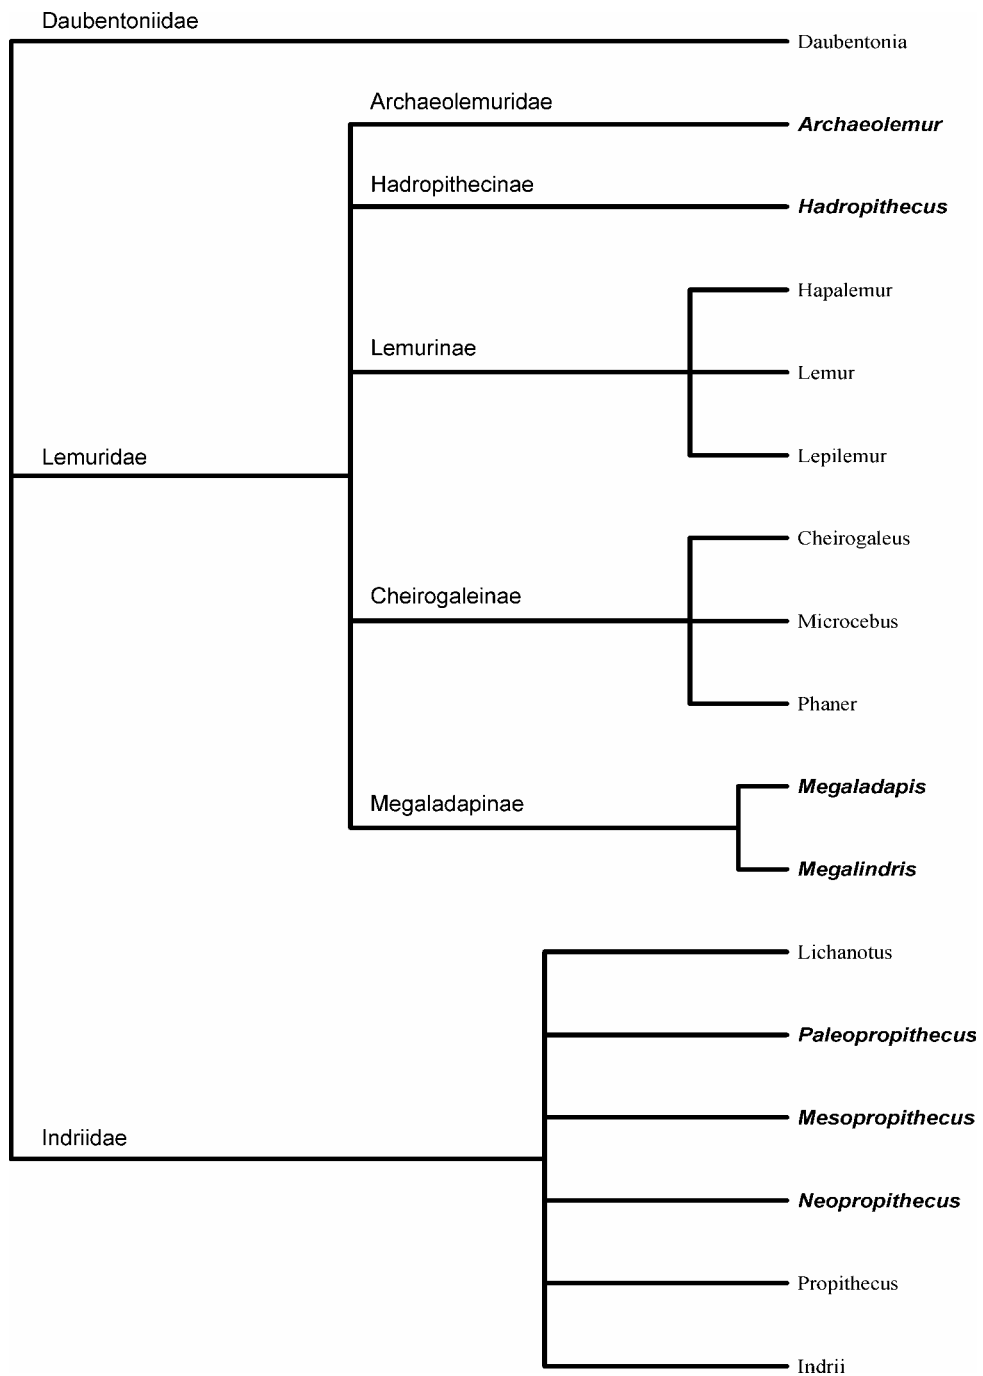 Daubentoniidae
Daubentonia
Archaeolemuridae
Archaeolemur
Hadropithecinae
Hadropithecus
Hapalemur
Lemurinae
Lemur
Lepilemur
Lemuridae
Cheirogaleus
Cheirogaleinae
Microcebus
Phaner
Megaladapis
Megaladapinae
Megalindris
Lichanotus
Paleopropithecus
Mesopropithecus
Indriidae
Neopropithecus
Propithecus
Indrii